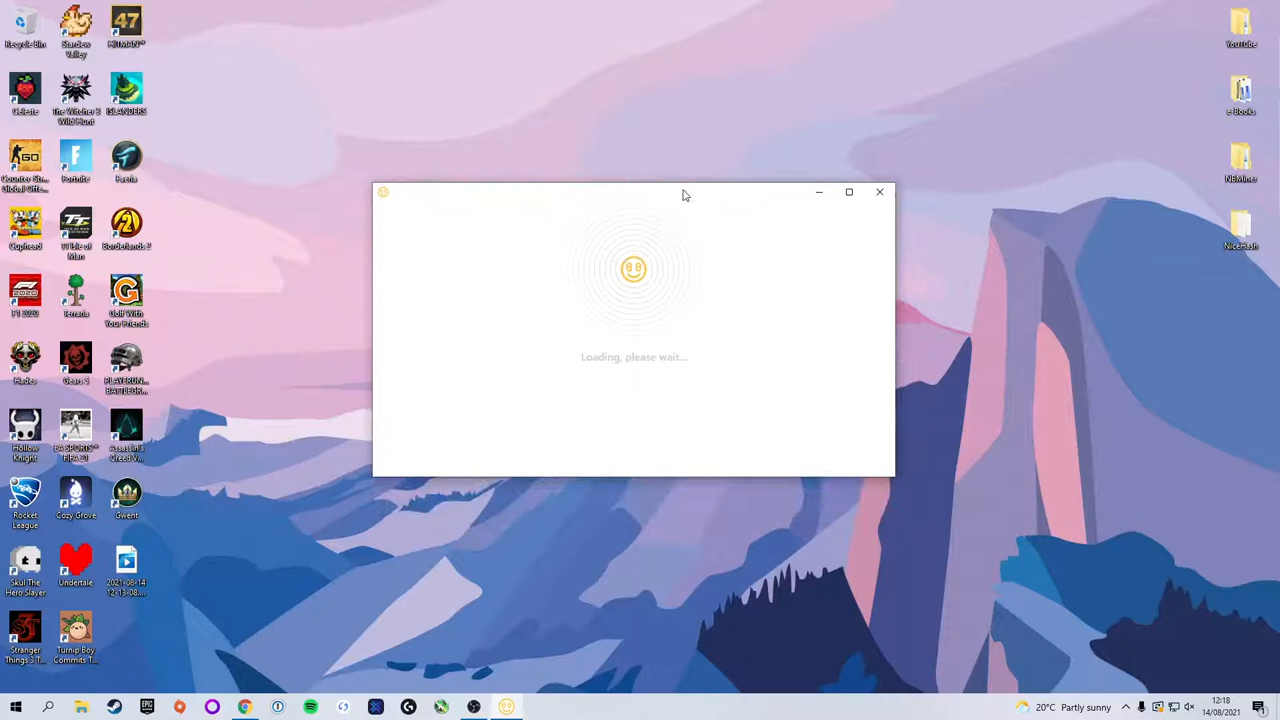 Recycle Bin
Stardew
Valley
HITMAN™
Celeste
The Witcher 3
Wild Hunt
ISLANDERS
Counter-Str...
Global Offe...
Fortnite
Faeria
Cuphead
TT Isle of
Man
Borderlands 2
F1 2020
Terraria
Golf With
Your Friends
Hades
Gears 5
PLAYERUN...
BATTLEGR...
Hollow
Knight
EA SPORTS™
FIFA 21
Assassin's
Creed V...
Rocket
League
Cozy Grove
Gwent
Skul The
Hero Slayer
Undertale
2021-08-14
12-13-08....
Stranger
Things 3 T...
Turnip Boy
Commits T...
Loading, please wait...
YouTube
e-Books
NBMiner
NiceHash
20°C Partly sunny
12:18
14/08/2021